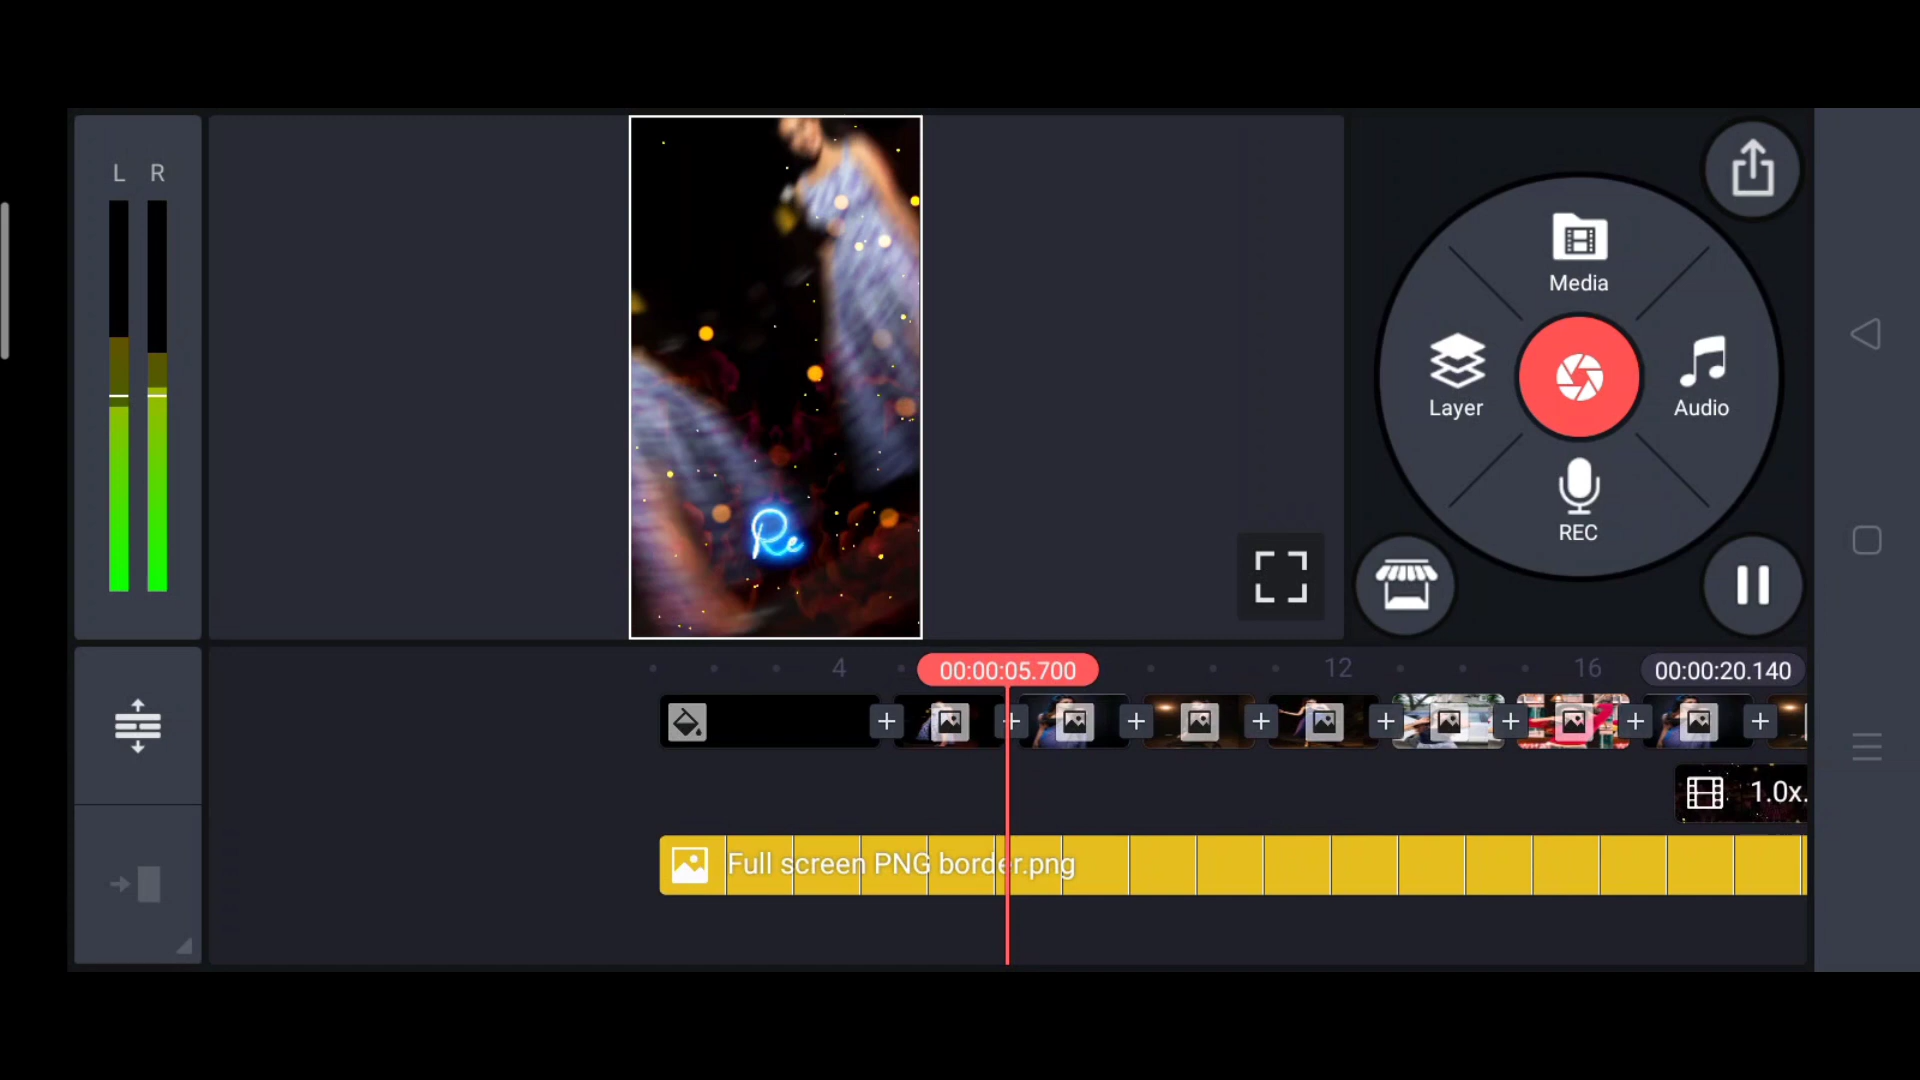 L R
Media
Layer
Audio
REC
Re
4
00:00:05.700
12
16
00:00:20.140
1.0x.
Full screen PNG border.png